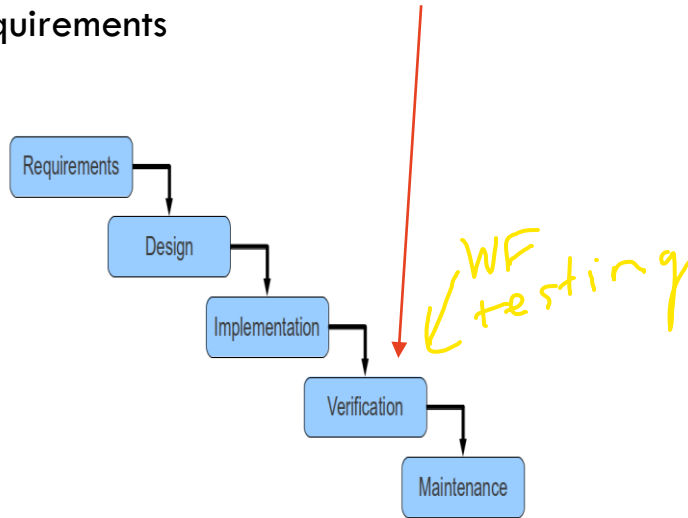 quirements
Requirements
Design
WF
testing
Implementation
Verification
Maintenance